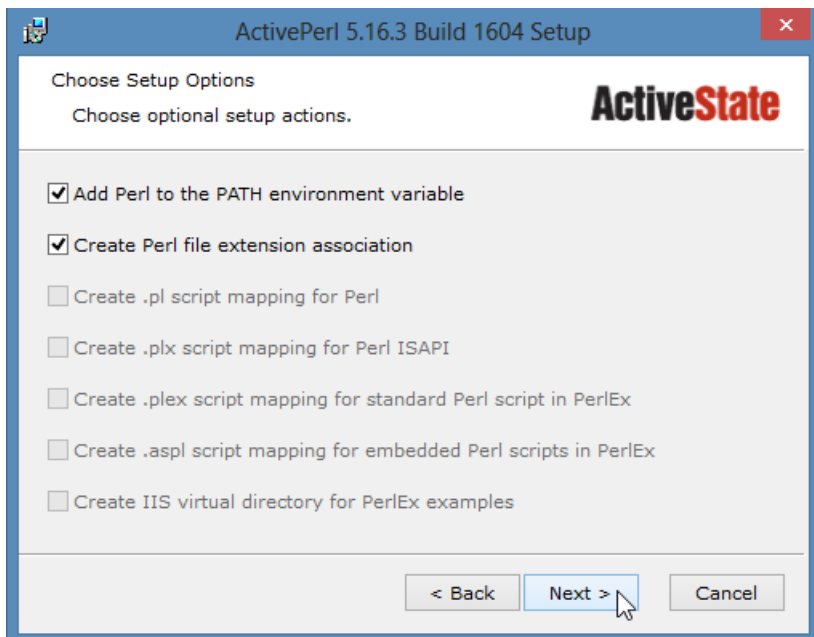 ActivePerl 5.16.3 Build 1604 Setup
Choose Setup Options
Choose optional setup actions.
ActiveState
Add Perl to the PATH environment variable
Create Perl file extension association
Create .pl script mapping for Perl
Create .plx script mapping for Perl ISAPI
Create .plex script mapping for standard Perl script in PerlEx
Create .aspl script mapping for embedded Perl scripts in PerlEx
Create IIS virtual directory for PerlEx examples
< Back Next > Cancel